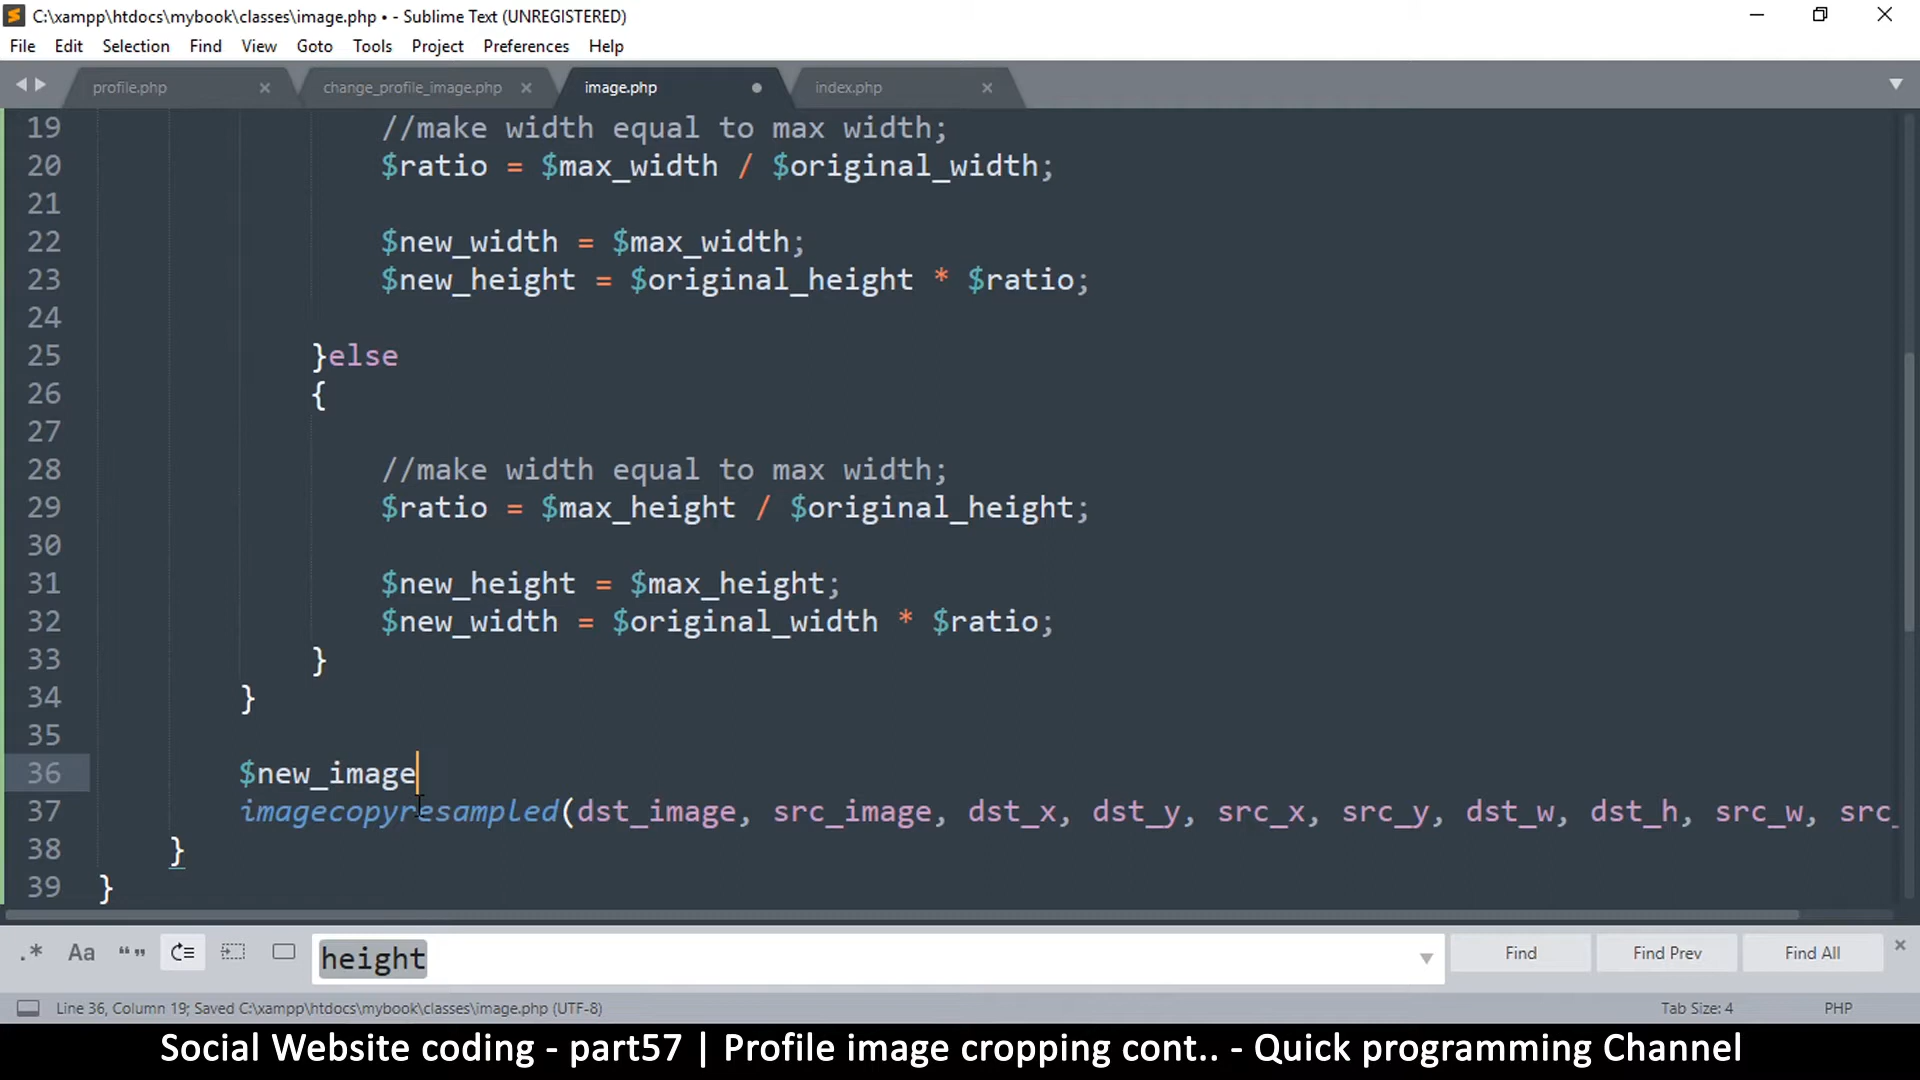 C:\xampp\htdocs\mybook\classes\image.php • - Sublime Text (UNREGISTERED)
File Edit Selection Find View Goto Tools Project Preferences Help
profile.php × change_profile_image.php × image.php index.php ×
19 //make width equal to max width;
20 $ratio = $max_width / $original_width;
21
22 $new_width = $max_width;
23 $new_height = $original_height * $ratio;
24
25 }else
26 {
27
28 //make width equal to max width;
29 $ratio = $max_height / $original_height;
30
31 $new_height = $max_height;
32 $new_width = $original_width * $ratio;
33 }
34 }
35
36 $new_image
37 imagecopyresampled(dst_image, src_image, dst_x, dst_y, src_x, src_y, dst_w, dst_h, src_w, src_
38 }
39 }
.* Aa “” height Find Find Prev Find All ×
Line 36, Column 19; Saved C:\xampp\htdocs\mybook\classes\image.php (UTF-8) Tab Size: 4 PHP
Social Website coding - part57 | Profile image cropping cont.. - Quick programming Channel